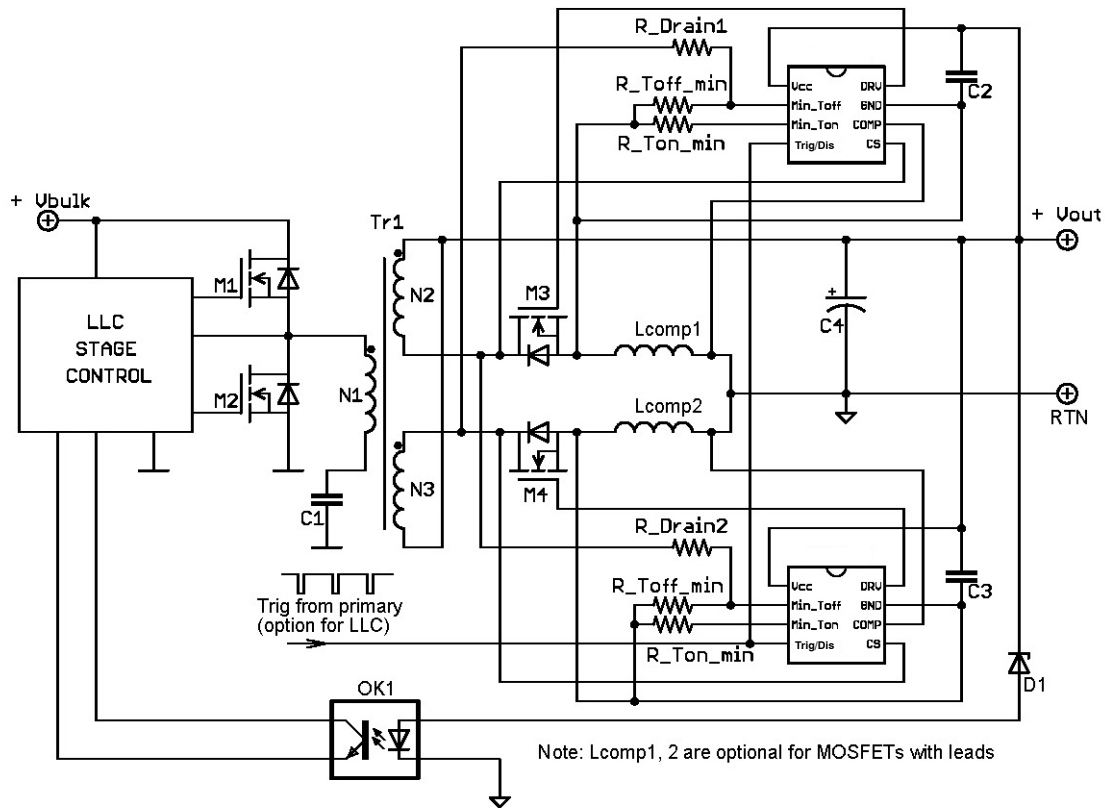 R_Drain1
R_Toff_min
R_Ton_min
Vcc
DRV
Min_Toff
GND
Min_Ton
COMP
Trig/Dis
CS
C2
+ Vbulk
Tr1
+ Vout
M1
N2
M3
Lcomp1
+
C4
LLC
STAGE
CONTROL
N1
M2
Lcomp2
RTN
N3
M4
C1
R_Drain2
Trig from primary
(option for LLC)
R_Toff_min
R_Ton_min
Vcc
DRV
Min_Toff
GND
Min_Ton
COMP
Trig/Dis
CS
C3
D1
OK1
Note: Lcomp1, 2 are optional for MOSFETs with leads